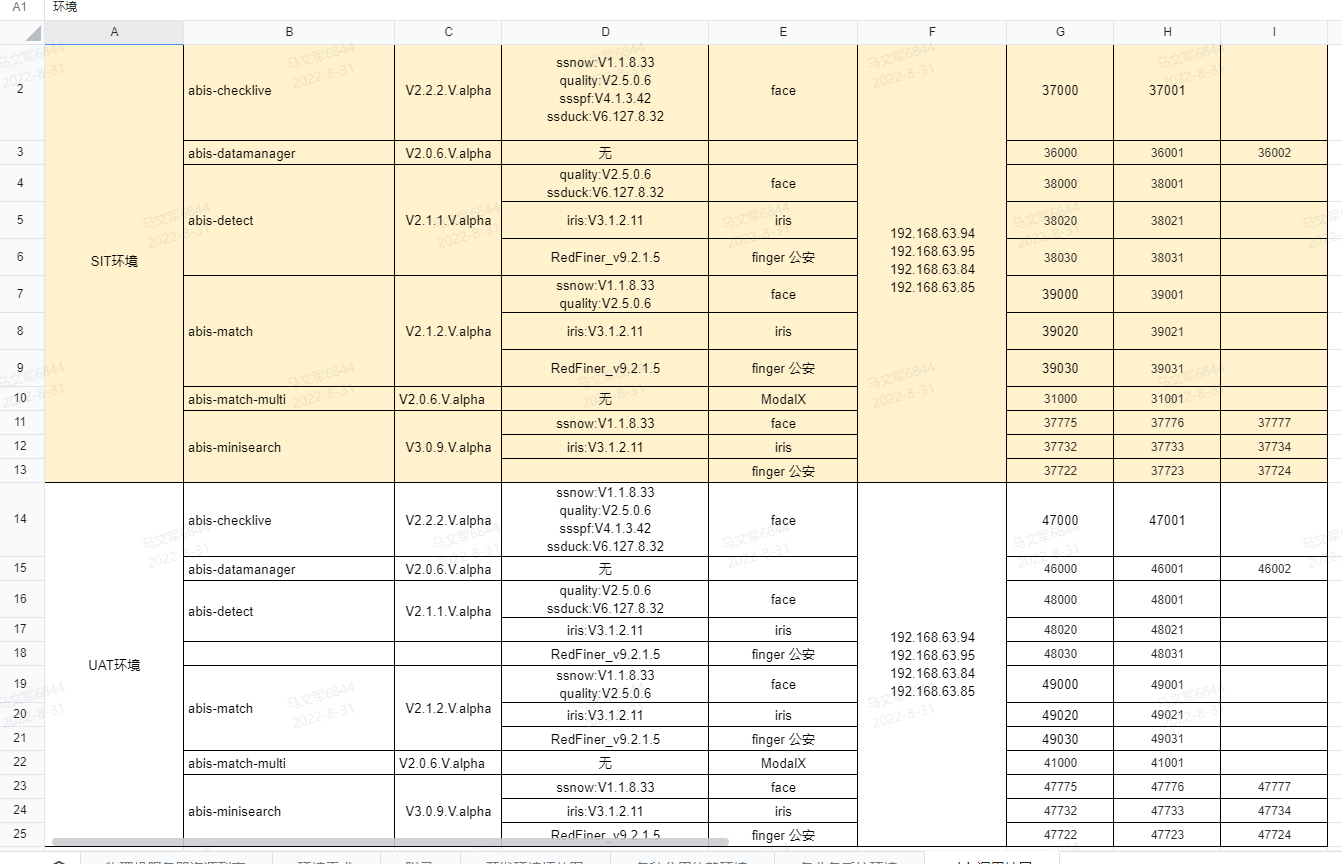 A1 环境
A B C D E F G H I
2 abis-checklive V2.2.2.V.alpha
ssnow:V1.1.8.33
quality:V2.5.0.6
ssspf:V4.1.3.42
ssduck:V6.127.8.32
face 37000 37001
3 abis-datamanager V2.0.6.V.alpha 无 36000 36001 36002
4
quality:V2.5.0.6
ssduck:V6.127.8.32
face 38000 38001
5 abis-detect V2.1.1.V.alpha iris:V3.1.2.11 iris 38020 38021
SIT环境
192.168.63.94
192.168.63.95
192.168.63.84
192.168.63.85
6 RedFiner_v9.2.1.5 finger 公安 38030 38031
7
ssnow:V1.1.8.33
quality:V2.5.0.6
face 39000 39001
8 abis-match V2.1.2.V.alpha iris:V3.1.2.11 iris 39020 39021
9 RedFiner_v9.2.1.5 finger 公安 39030 39031
10 abis-match-multi V2.0.6.V.alpha 无 ModalX 31000 31001
11 ssnow:V1.1.8.33 face 37775 37776 37777
12 abis-minisearch V3.0.9.V.alpha iris:V3.1.2.11 iris 37732 37733 37734
13 finger 公安 37722 37723 37724
14 abis-checklive V2.2.2.V.alpha
ssnow:V1.1.8.33
quality:V2.5.0.6
ssspf:V4.1.3.42
ssduck:V6.127.8.32
face 47000 47001
15 abis-datamanager V2.0.6.V.alpha 无 46000 46001 46002
16 abis-detect V2.1.1.V.alpha
quality:V2.5.0.6
ssduck:V6.127.8.32
face 48000 48001
17 iris:V3.1.2.11 iris 48020 48021
18 RedFiner_v9.2.1.5 finger 公安 48030 48031
UAT环境
192.168.63.94
192.168.63.95
192.168.63.84
192.168.63.85
19
ssnow:V1.1.8.33
quality:V2.5.0.6
face 49000 49001
20 abis-match V2.1.2.V.alpha iris:V3.1.2.11 iris 49020 49021
21 RedFiner_v9.2.1.5 finger 公安 49030 49031
22 abis-match-multi V2.0.6.V.alpha 无 ModalX 41000 41001
23 ssnow:V1.1.8.33 face 47775 47776 47777
24 abis-minisearch V3.0.9.V.alpha iris:V3.1.2.11 iris 47732 47733 47734
25 RedFiner_v9.2.1.5 finger 公安 47722 47723 47724
马文军6844
2022-8-31